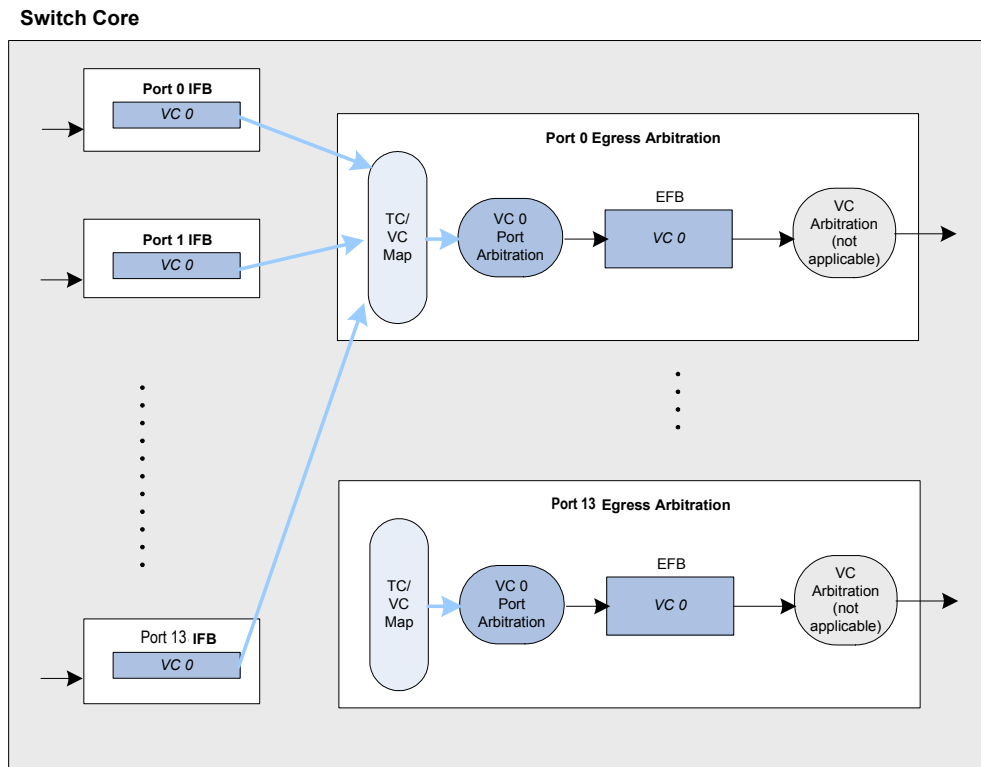 Switch Core
Port 0 IFB
VC 0
Port 1 IFB
VC 0
Port 13 IFB
VC 0
Port 0 Egress Arbitration
TC/
VC
Map
VC 0
Port
Arbitration
EFB
VC 0
VC
Arbitration
(not
applicable)
Port 13 Egress Arbitration
TC/
VC
Map
VC 0
Port
Arbitration
EFB
VC 0
VC
Arbitration
(not
applicable)